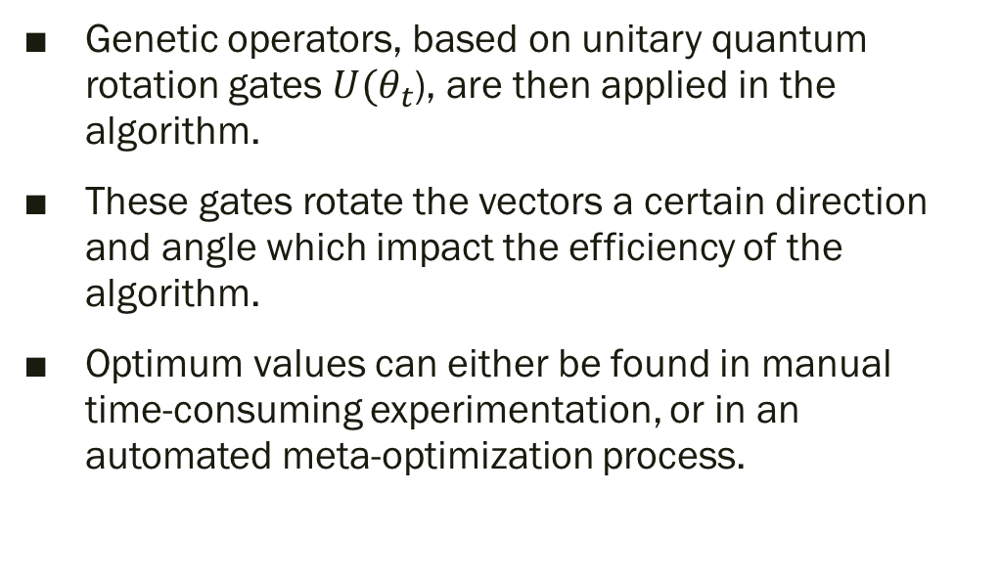 ■ Genetic operators, based on unitary quantum
rotation gates U(θₜ), are then applied in the
algorithm.
■ These gates rotate the vectors a certain direction
and angle which impact the efficiency of the
algorithm.
■ Optimum values can either be found in manual
time-consuming experimentation, or in an
automated meta-optimization process.